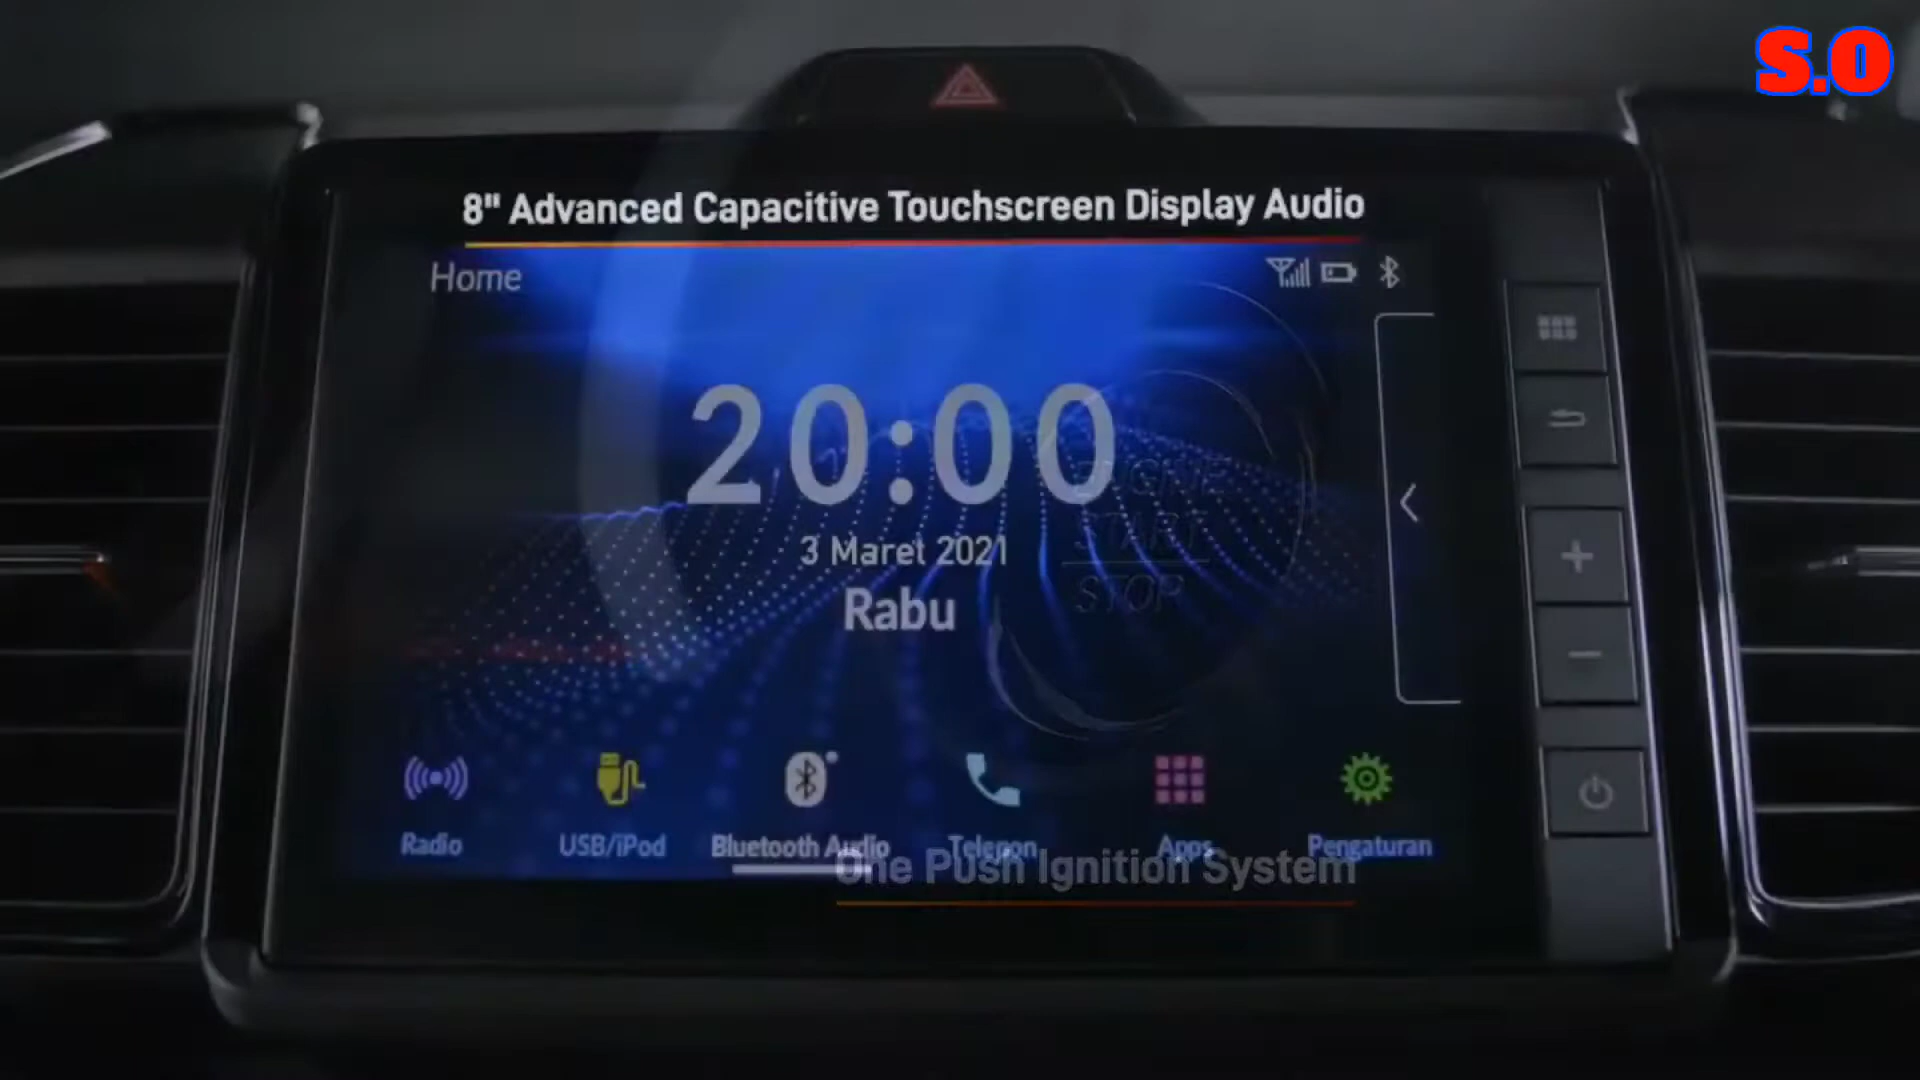 S.O
8" Advanced Capacitive Touchscreen Display Audio
Home
20:00
3 Maret 2021
Rabu
ENGINE
START
STOP
Radio
USB/iPod
Bluetooth Audio
Telepon
Apps
Pengaturan
One Push Ignition System